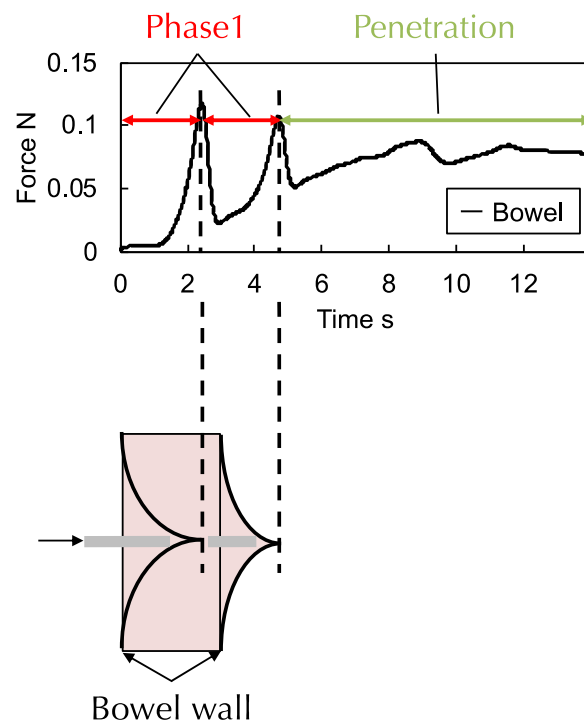 Phase1 Penetration
0.15
0.1
0.05
0
Force N
Bowel
0 2 4 6 8 10 12
Time s
Bowel wall